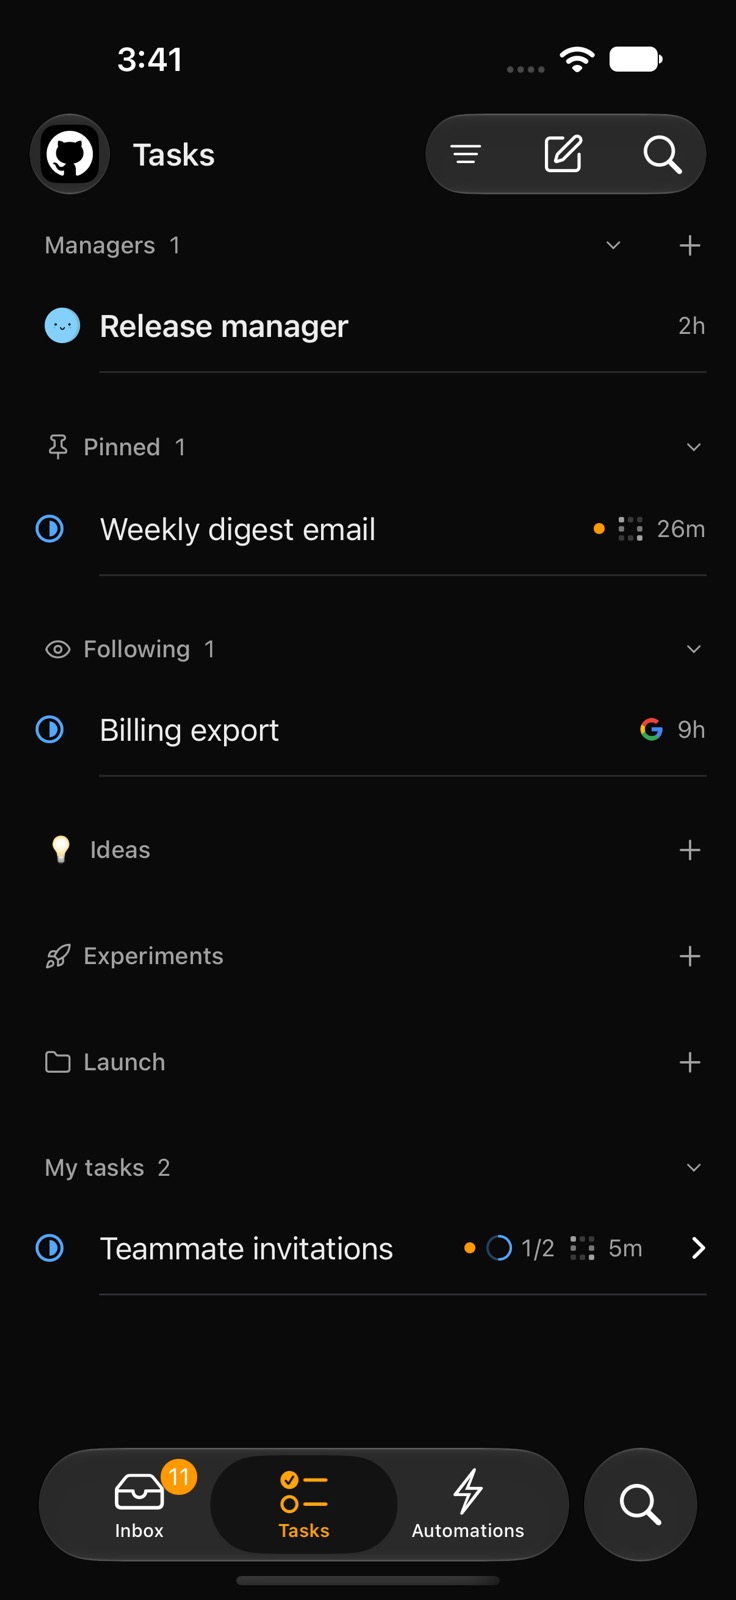 3:41
Tasks
Managers 1
Release manager 2h
Pinned 1
Weekly digest email 26m
Following 1
Billing export 9h
Ideas
Experiments
Launch
My tasks 2
Teammate invitations 1/2 5m
11
Inbox Tasks Automations